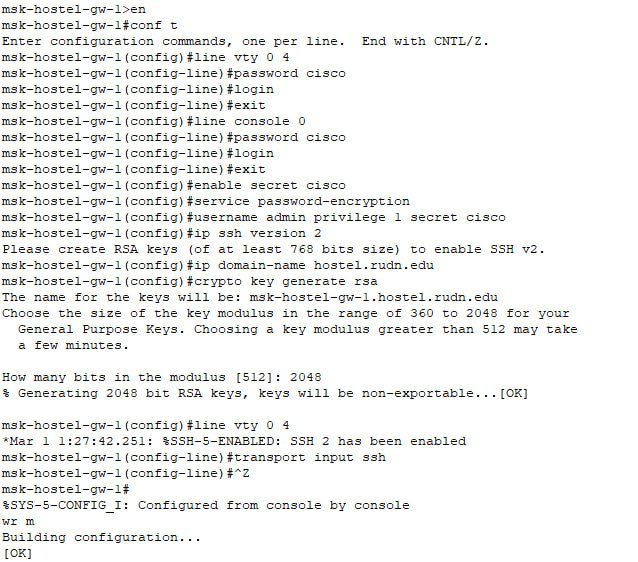 msk-hostel-gw-1>en
msk-hostel-gw-1#conf t
Enter configuration commands, one per line.  End with CNTL/Z.
msk-hostel-gw-1(config)#line vty 0 4
msk-hostel-gw-1(config-line)#password cisco
msk-hostel-gw-1(config-line)#login
msk-hostel-gw-1(config-line)#exit
msk-hostel-gw-1(config)#line console 0
msk-hostel-gw-1(config-line)#password cisco
msk-hostel-gw-1(config-line)#login
msk-hostel-gw-1(config-line)#exit
msk-hostel-gw-1(config)#enable secret cisco
msk-hostel-gw-1(config)#service password-encryption
msk-hostel-gw-1(config)#username admin privilege 1 secret cisco
msk-hostel-gw-1(config)#ip ssh version 2
Please create RSA keys (of at least 768 bits size) to enable SSH v2.
msk-hostel-gw-1(config)#ip domain-name hostel.rudn.edu
msk-hostel-gw-1(config)#crypto key generate rsa
The name for the keys will be: msk-hostel-gw-1.hostel.rudn.edu
Choose the size of the key modulus in the range of 360 to 2048 for your
  General Purpose Keys. Choosing a key modulus greater than 512 may take
  a few minutes.

How many bits in the modulus [512]: 2048
% Generating 2048 bit RSA keys, keys will be non-exportable...[OK]

msk-hostel-gw-1(config)#line vty 0 4
*Mar 1 1:27:42.251: %SSH-5-ENABLED: SSH 2 has been enabled
msk-hostel-gw-1(config-line)#transport input ssh
msk-hostel-gw-1(config-line)#^Z
msk-hostel-gw-1#
%SYS-5-CONFIG_I: Configured from console by console
wr m
Building configuration...
[OK]